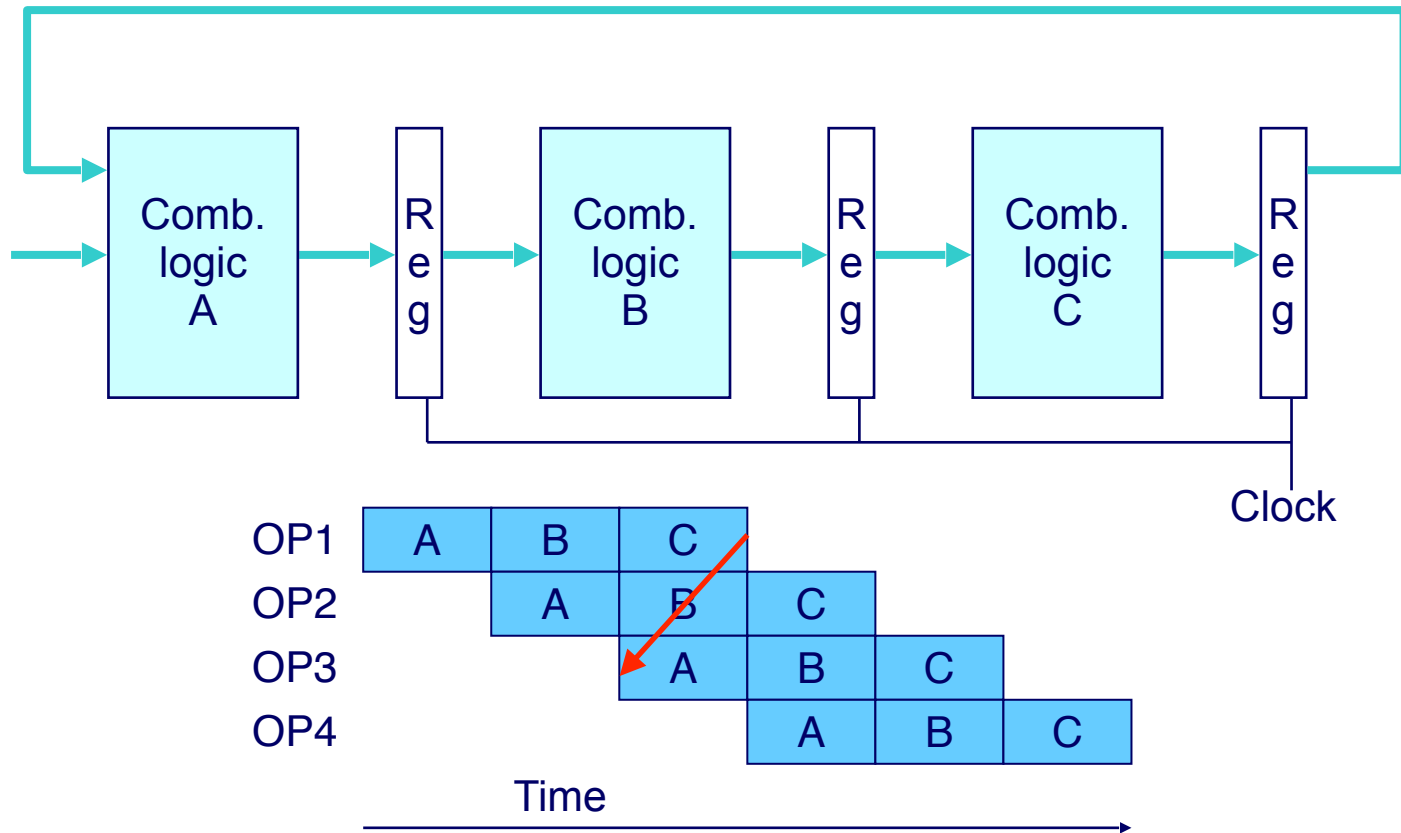 Comb.
logic
A
R
e
g
Comb.
logic
B
R
e
g
Comb.
logic
C
R
e
g
Clock
OP1 A B C
OP2 A B C
OP3 A B C
OP4 A B C
Time